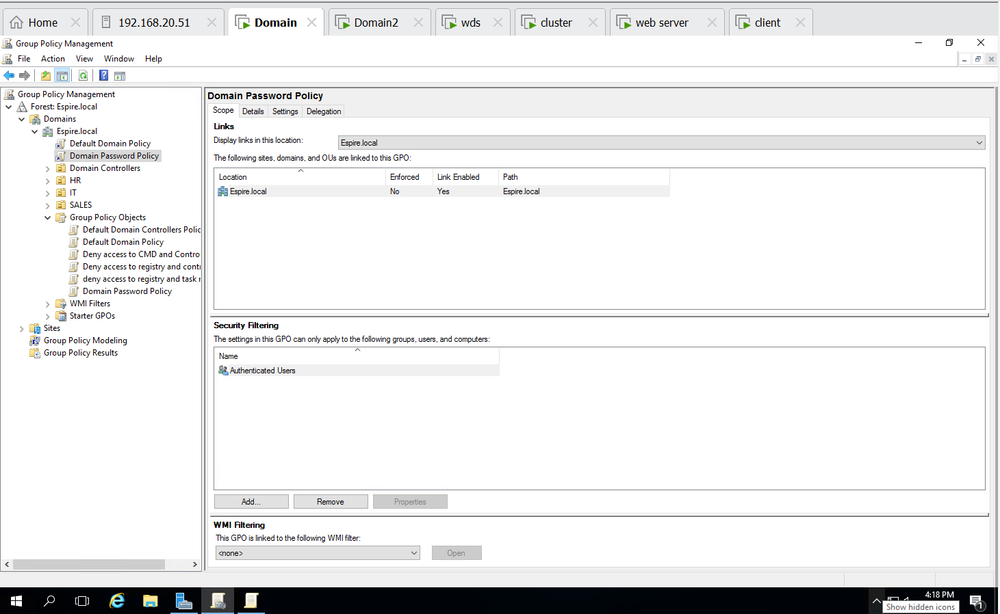 Home
192.168.20.51
Domain
Domain2
wds
cluster
web server
client
Group Policy Management
File Action View Window Help
Group Policy Management
Forest: Espire.local
Domains
Espire.local
Default Domain Policy
Domain Password Policy
Domain Controllers
HR
IT
SALES
Group Policy Objects
Default Domain Controllers Polic
Default Domain Policy
Deny access to CMD and Contro
Deny access to registry and contr
deny access to registry and task r
Domain Password Policy
WMI Filters
Starter GPOs
Sites
Group Policy Modeling
Group Policy Results
Domain Password Policy
Scope Details Settings Delegation
Links
Display links in this location: Espire.local
The following sites, domains, and OUs are linked to this GPO:
Location Enforced Link Enabled Path
Espire.local No Yes Espire.local
Security Filtering
The settings in this GPO can only apply to the following groups, users, and computers:
Name
Authenticated Users
Add... Remove Properties
WMI Filtering
This GPO is linked to the following WMI filter:
<none> Open
4:18 PM
Show hidden icons
1